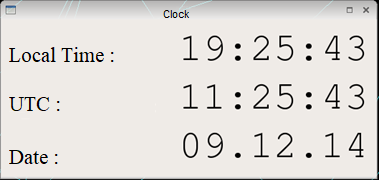 Clock
Local Time : 19:25:43
UTC : 11:25:43
Date : 09.12.14